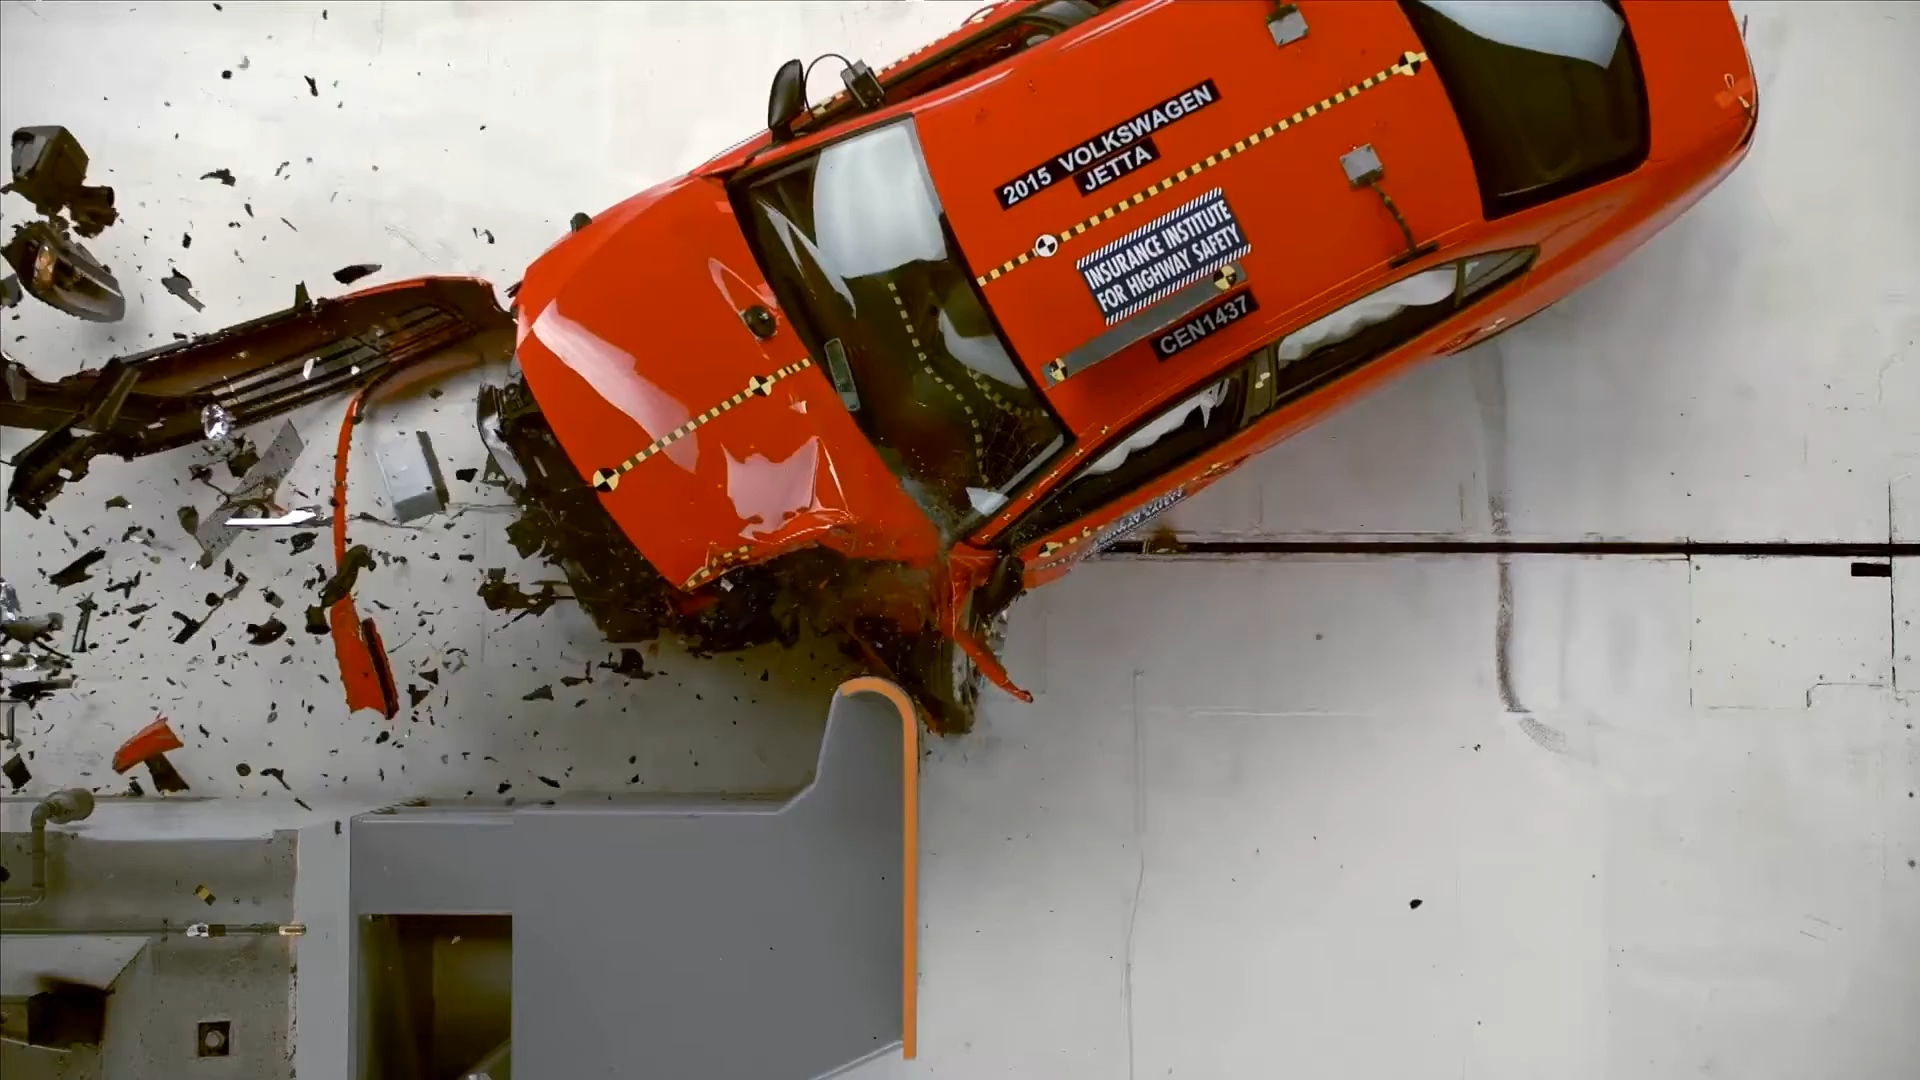 2015 VOLKSWAGEN
JETTA
INSURANCE INSTITUTE
FOR HIGHWAY SAFETY
CEN1437